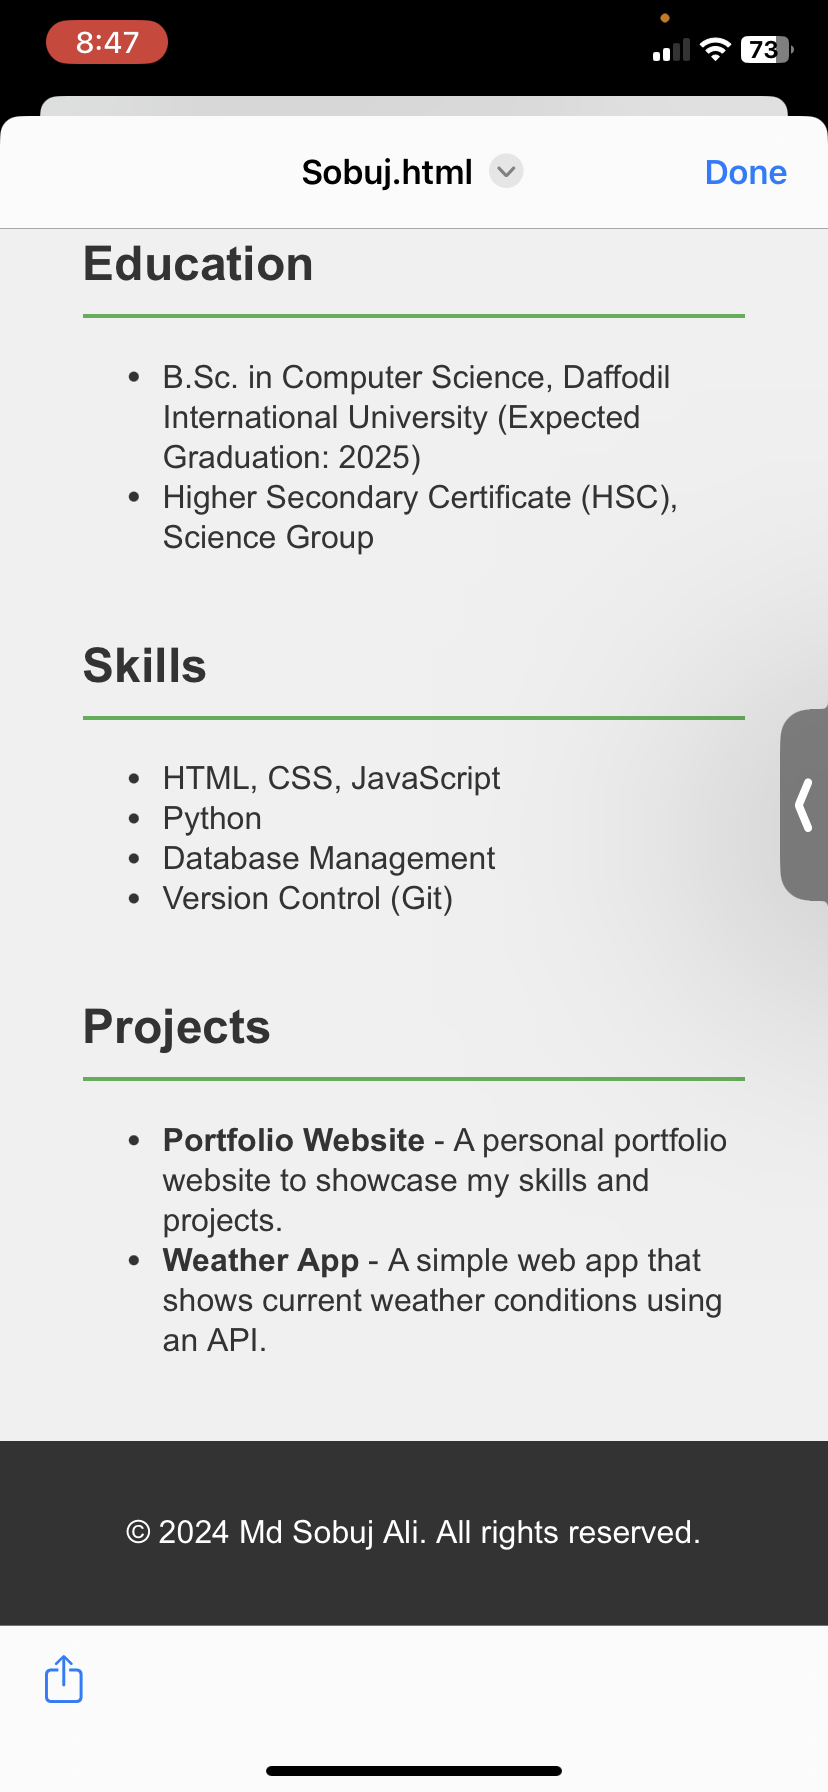 8:47
73
Sobuj.html
Done
Education
• B.Sc. in Computer Science, Daffodil
International University (Expected
Graduation: 2025)
• Higher Secondary Certificate (HSC),
Science Group
Skills
• HTML, CSS, JavaScript
• Python
• Database Management
• Version Control (Git)
Projects
• Portfolio Website - A personal portfolio
website to showcase my skills and
projects.
• Weather App - A simple web app that
shows current weather conditions using
an API.
© 2024 Md Sobuj Ali. All rights reserved.